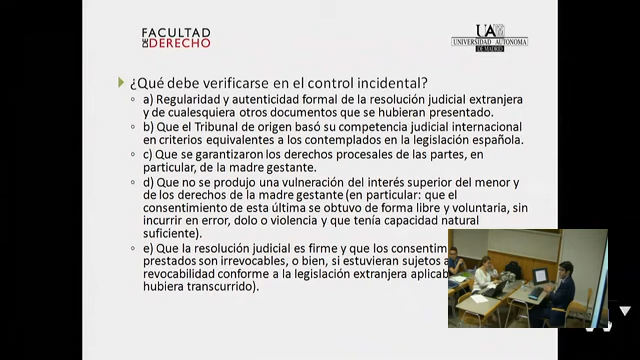 FACULTAD
DE DERECHO
UA
UNIVERSIDAD AUTONOMA
DE MADRID
¿Qué debe verificarse en el control incidental?
a) Regularidad y autenticidad formal de la resolución judicial extranjera
y de cualesquiera otros documentos que se hubieran presentado.
b) Que el Tribunal de origen basó su competencia judicial internacional
en criterios equivalentes a los contemplados en la legislación española.
c) Que se garantizaron los derechos procesales de las partes, en
particular, de la madre gestante.
d) Que no se produjo una vulneración del interés superior del menor y
de los derechos de la madre gestante (en particular: que el
consentimiento de esta última se obtuvo de forma libre y voluntaria, sin
incurrir en error, dolo o violencia y que tenía capacidad natural
suficiente).
e) Que la resolución judicial es firme y que los consentim
prestados son irrevocables, o bien, si estuvieran sujetos a
revocabilidad conforme a la legislación extranjera aplicab
hubiera transcurrido).